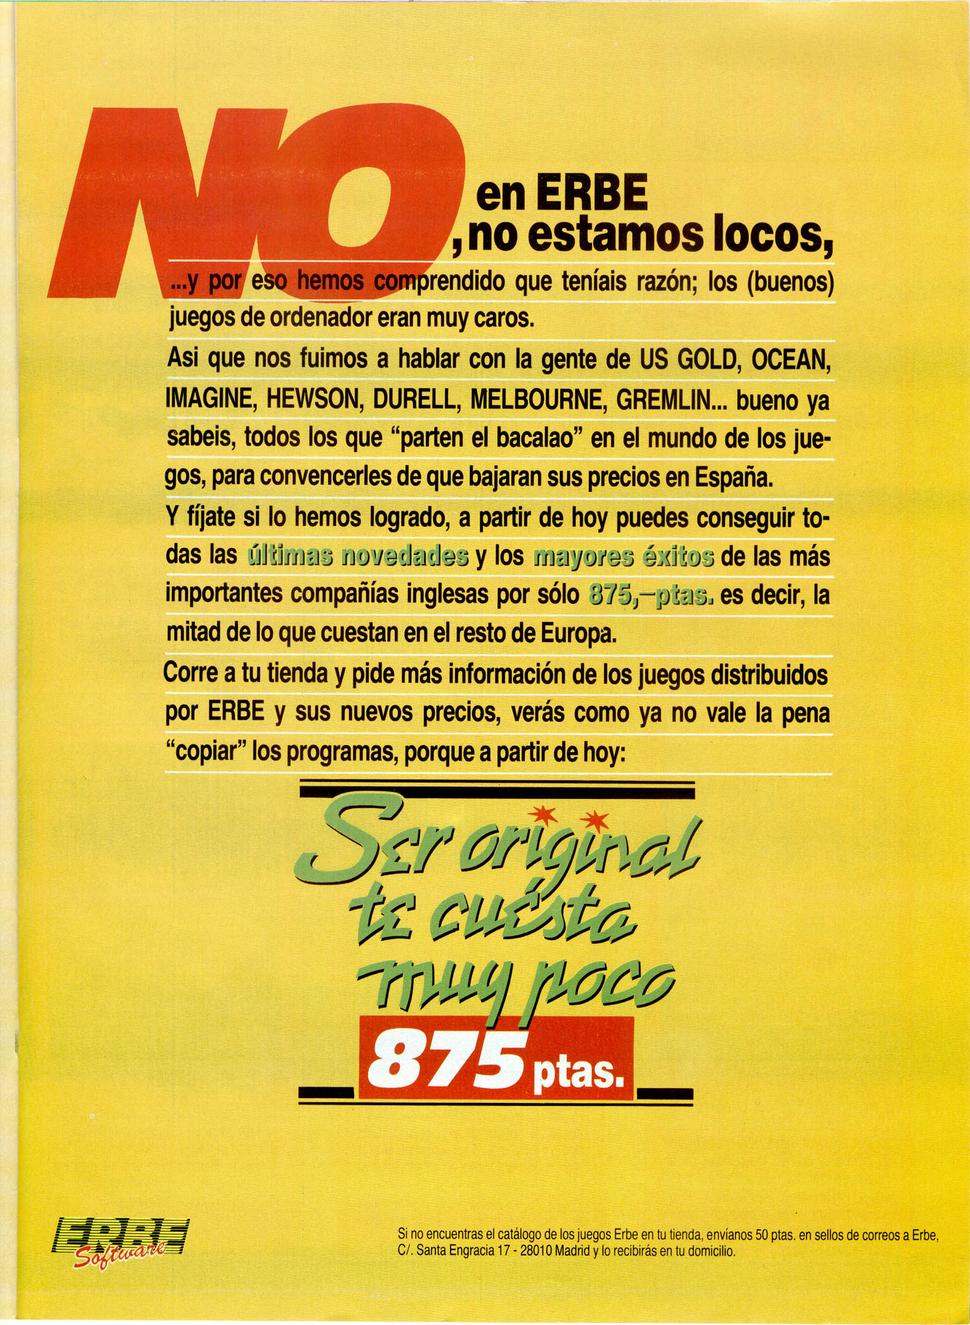 NO
en ERBE
,no estamos locos,
...y por eso hemos comprendido que teníais razón; los (buenos)
juegos de ordenador eran muy caros.
Asi que nos fuimos a hablar con la gente de US GOLD, OCEAN,
IMAGINE, HEWSON, DURELL, MELBOURNE, GREMLIN... bueno ya
sabeis, todos los que “parten el bacalao” en el mundo de los jue-
gos, para convencerles de que bajaran sus precios en España.
Y fíjate si lo hemos logrado, a partir de hoy puedes conseguir to-
das las últimas novedades y los mayores éxitos de las más
importantes compañías inglesas por sólo 875,—ptas. es decir, la
mitad de lo que cuestan en el resto de Europa.
Corre a tu tienda y pide más información de los juegos distribuidos
por ERBE y sus nuevos precios, verás como ya no vale la pena
“copiar” los programas, porque a partir de hoy:
Ser original
te cuésta
muy poco
875 ptas.
ERBE
Software
Si no encuentras el catálogo de los juegos Erbe en tu tienda, envíanos 50 ptas. en sellos de correos a Erbe,
C/. Santa Engracia 17 - 28010 Madrid y lo recibirás en tu domicilio.